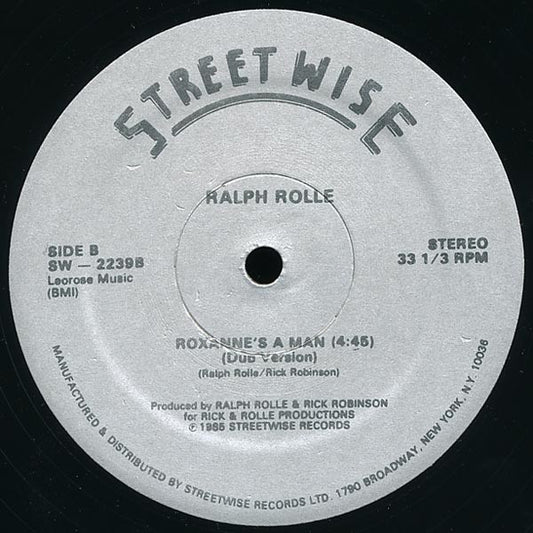 STREETWISE
RALPH ROLLE
SIDE B
SW — 2239B
Leorose Music
(BMI)
STEREO
33 1/3 RPM
ROXANNE'S A MAN (4:45)
(Dub Version)
(Ralph Rolle/Rick Robinson)
Produced by RALPH ROLLE & RICK ROBINSON
for RICK & ROLLE PRODUCTIONS
℗ 1985 STREETWISE RECORDS
MANUFACTURED & DISTRIBUTED BY STREETWISE RECORDS LTD. 1790 BROADWAY, NEW YORK, N.Y. 10036